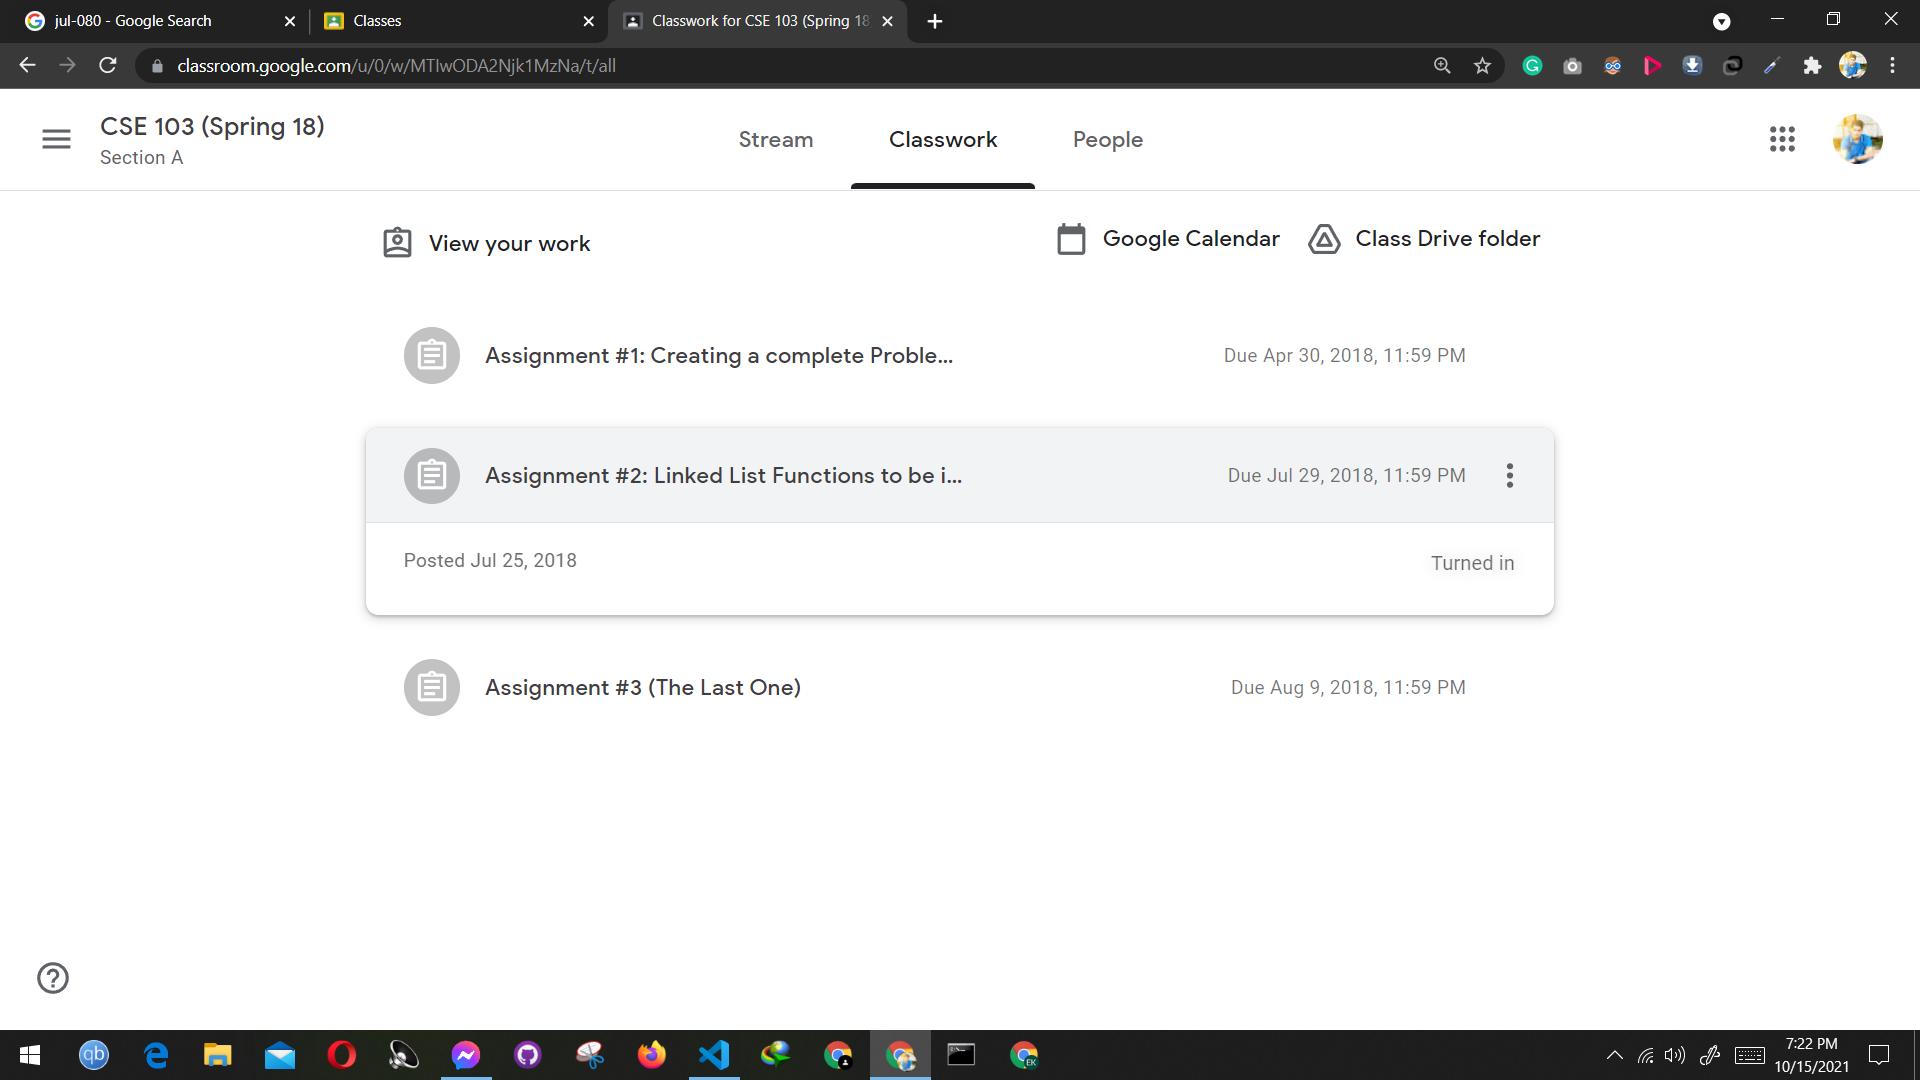 jul-080 - Google Search
Classes
Classwork for CSE 103 (Spring 18
classroom.google.com/u/0/w/MTIwODA2Njk1MzNa/t/all
CSE 103 (Spring 18)
Section A
Stream
Classwork
People
View your work
Google Calendar
Class Drive folder
Assignment #1: Creating a complete Proble...
Due Apr 30, 2018, 11:59 PM
Assignment #2: Linked List Functions to be i...
Due Jul 29, 2018, 11:59 PM
Posted Jul 25, 2018
Turned in
Assignment #3 (The Last One)
Due Aug 9, 2018, 11:59 PM
qb
EK
7:22 PM
10/15/2021